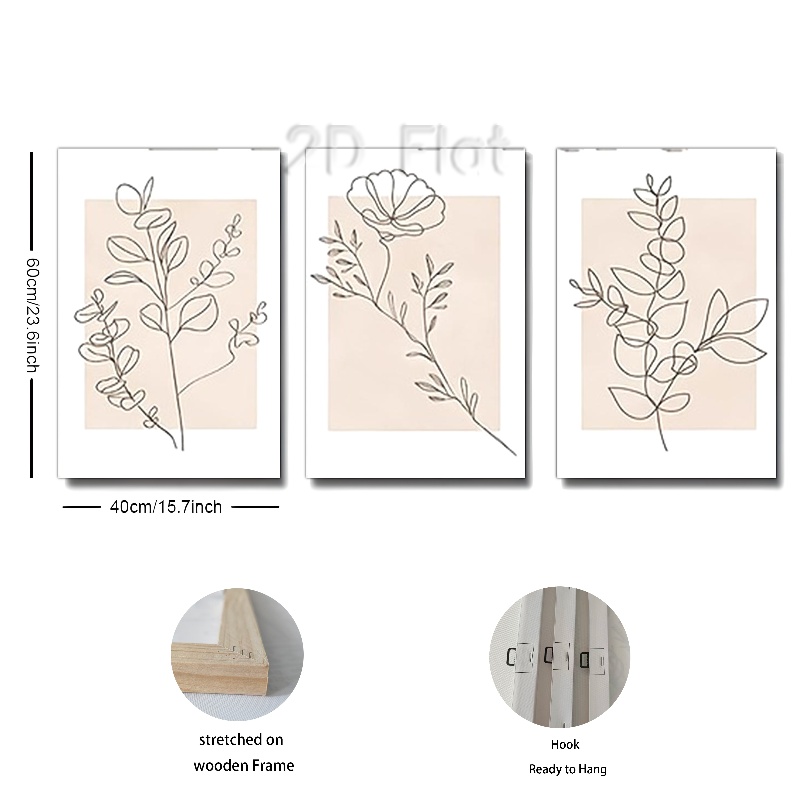 2D Flat
60cm/23.6inch
40cm/15.7inch
stretched on
wooden Frame
Hook
Ready to Hang